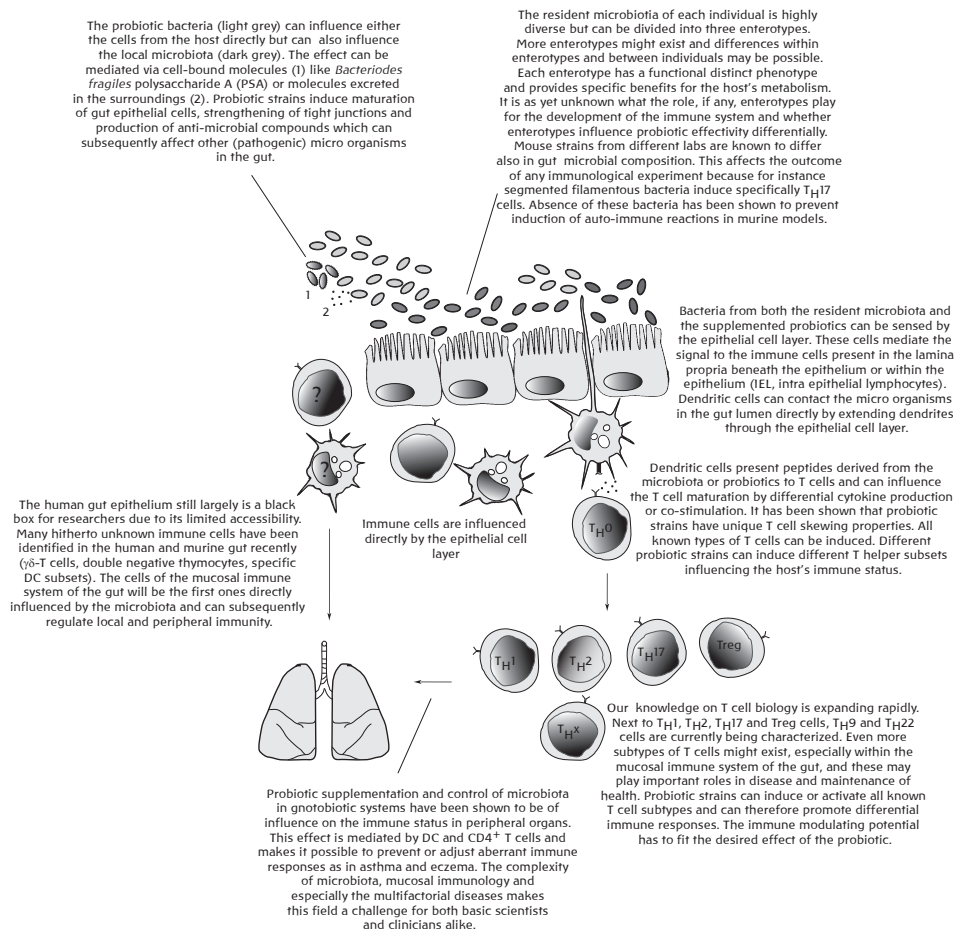 The probiotic bacteria (light grey) can influence either
the cells from the host directly but can also influence
the local microbiota (dark grey). The effect can be
mediated via cell-bound molecules (1) like Bacteriodes
fragiles polysaccharide A (PSA) or molecules excreted
in the surroundings (2). Probiotic strains induce maturation
of gut epithelial cells, strengthening of tight junctions and
production of anti-microbial compounds which can
subsequently affect other (pathogenic) micro organisms
in the gut.
The resident microbiotia of each individual is highly
diverse but can be divided into three enterotypes.
More enterotypes might exist and differences within
enterotypes and between individuals may be possible.
Each enterotype has a functional distinct phenotype
and provides specific benefits for the host's metabolism.
It is as yet unknown what the role, if any, enterotypes play
for the development of the immune system and whether
enterotypes influence probiotic effectivity differentially.
Mouse strains from different labs are known to differ
also in gut microbial composition. This affects the outcome
of any immunological experiment because for instance
segmented filamentous bacteria induce specifically TH17
cells. Absence of these bacteria has been shown to prevent
induction of auto-immune reactions in murine models.
1
2
Bacteria from both the resident microbiota and
the supplemented probiotics can be sensed by
the epithelial cell layer. These cells mediate the
signal to the immune cells present in the lamina
propria beneath the epithelium or within the
epithelium (IEL, intra epithelial lymphocytes).
Dendritic cells can contact the micro organisms
in the gut lumen directly by extending dendrites
through the epithelial cell layer.
?
?
Dendritic cells present peptides derived from the
microbiota or probiotics to T cells and can influence
the T cell maturation by differential cytokine production
or co-stimulation. It has been shown that probiotic
strains have unique T cell skewing properties. All
known types of T cells can be induced. Different
probiotic strains can induce different T helper subsets
influencing the host's immune status.
TH0
Immune cells are influenced
directly by the epithelial cell
layer
The human gut epithelium still largely is a black
box for researchers due to its limited accessibility.
Many hitherto unknown immune cells have been
identified in the human and murine gut recently
(γδ-T cells, double negative thymocytes, specific
DC subsets). The cells of the mucosal immune
system of the gut will be the first ones directly
influenced by the microbiota and can subsequently
regulate local and peripheral immunity.
TH1
TH2
TH17
Treg
THx
Our knowledge on T cell biology is expanding rapidly.
Next to TH1, TH2, TH17 and Treg cells, TH9 and TH22
cells are currently being characterized. Even more
subtypes of T cells might exist, especially within the
mucosal immune system of the gut, and these may
play important roles in disease and maintenance of
health. Probiotic strains can induce or activate all known
T cell subtypes and can therefore promote differential
immune responses. The immune modulating potential
has to fit the desired effect of the probiotic.
Probiotic supplementation and control of microbiota
in gnotobiotic systems have been shown to be of
influence on the immune status in peripheral organs.
This effect is mediated by DC and CD4+ T cells and
makes it possible to prevent or adjust aberrant immune
responses as in asthma and eczema. The complexity
of microbiota, mucosal immunology and
especially the multifactorial diseases makes
this field a challenge for both basic scientists
and clinicians alike.